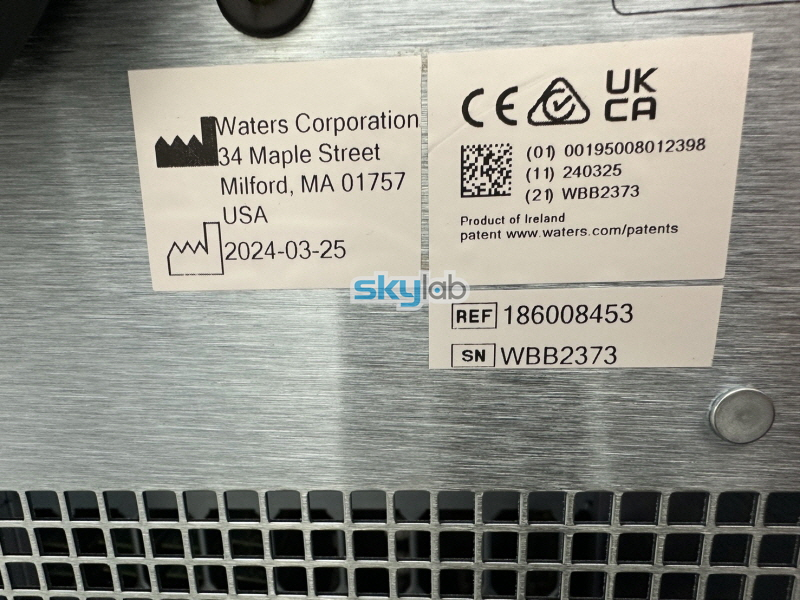 Waters Corporation
34 Maple Street
Milford, MA 01757
USA
2024-03-25
CE
UK
CA
(01) 00195008012398
(11) 240325
(21) WBB2373
Product of Ireland
patent www.waters.com/patents
skylab
REF 186008453
SN WBB2373